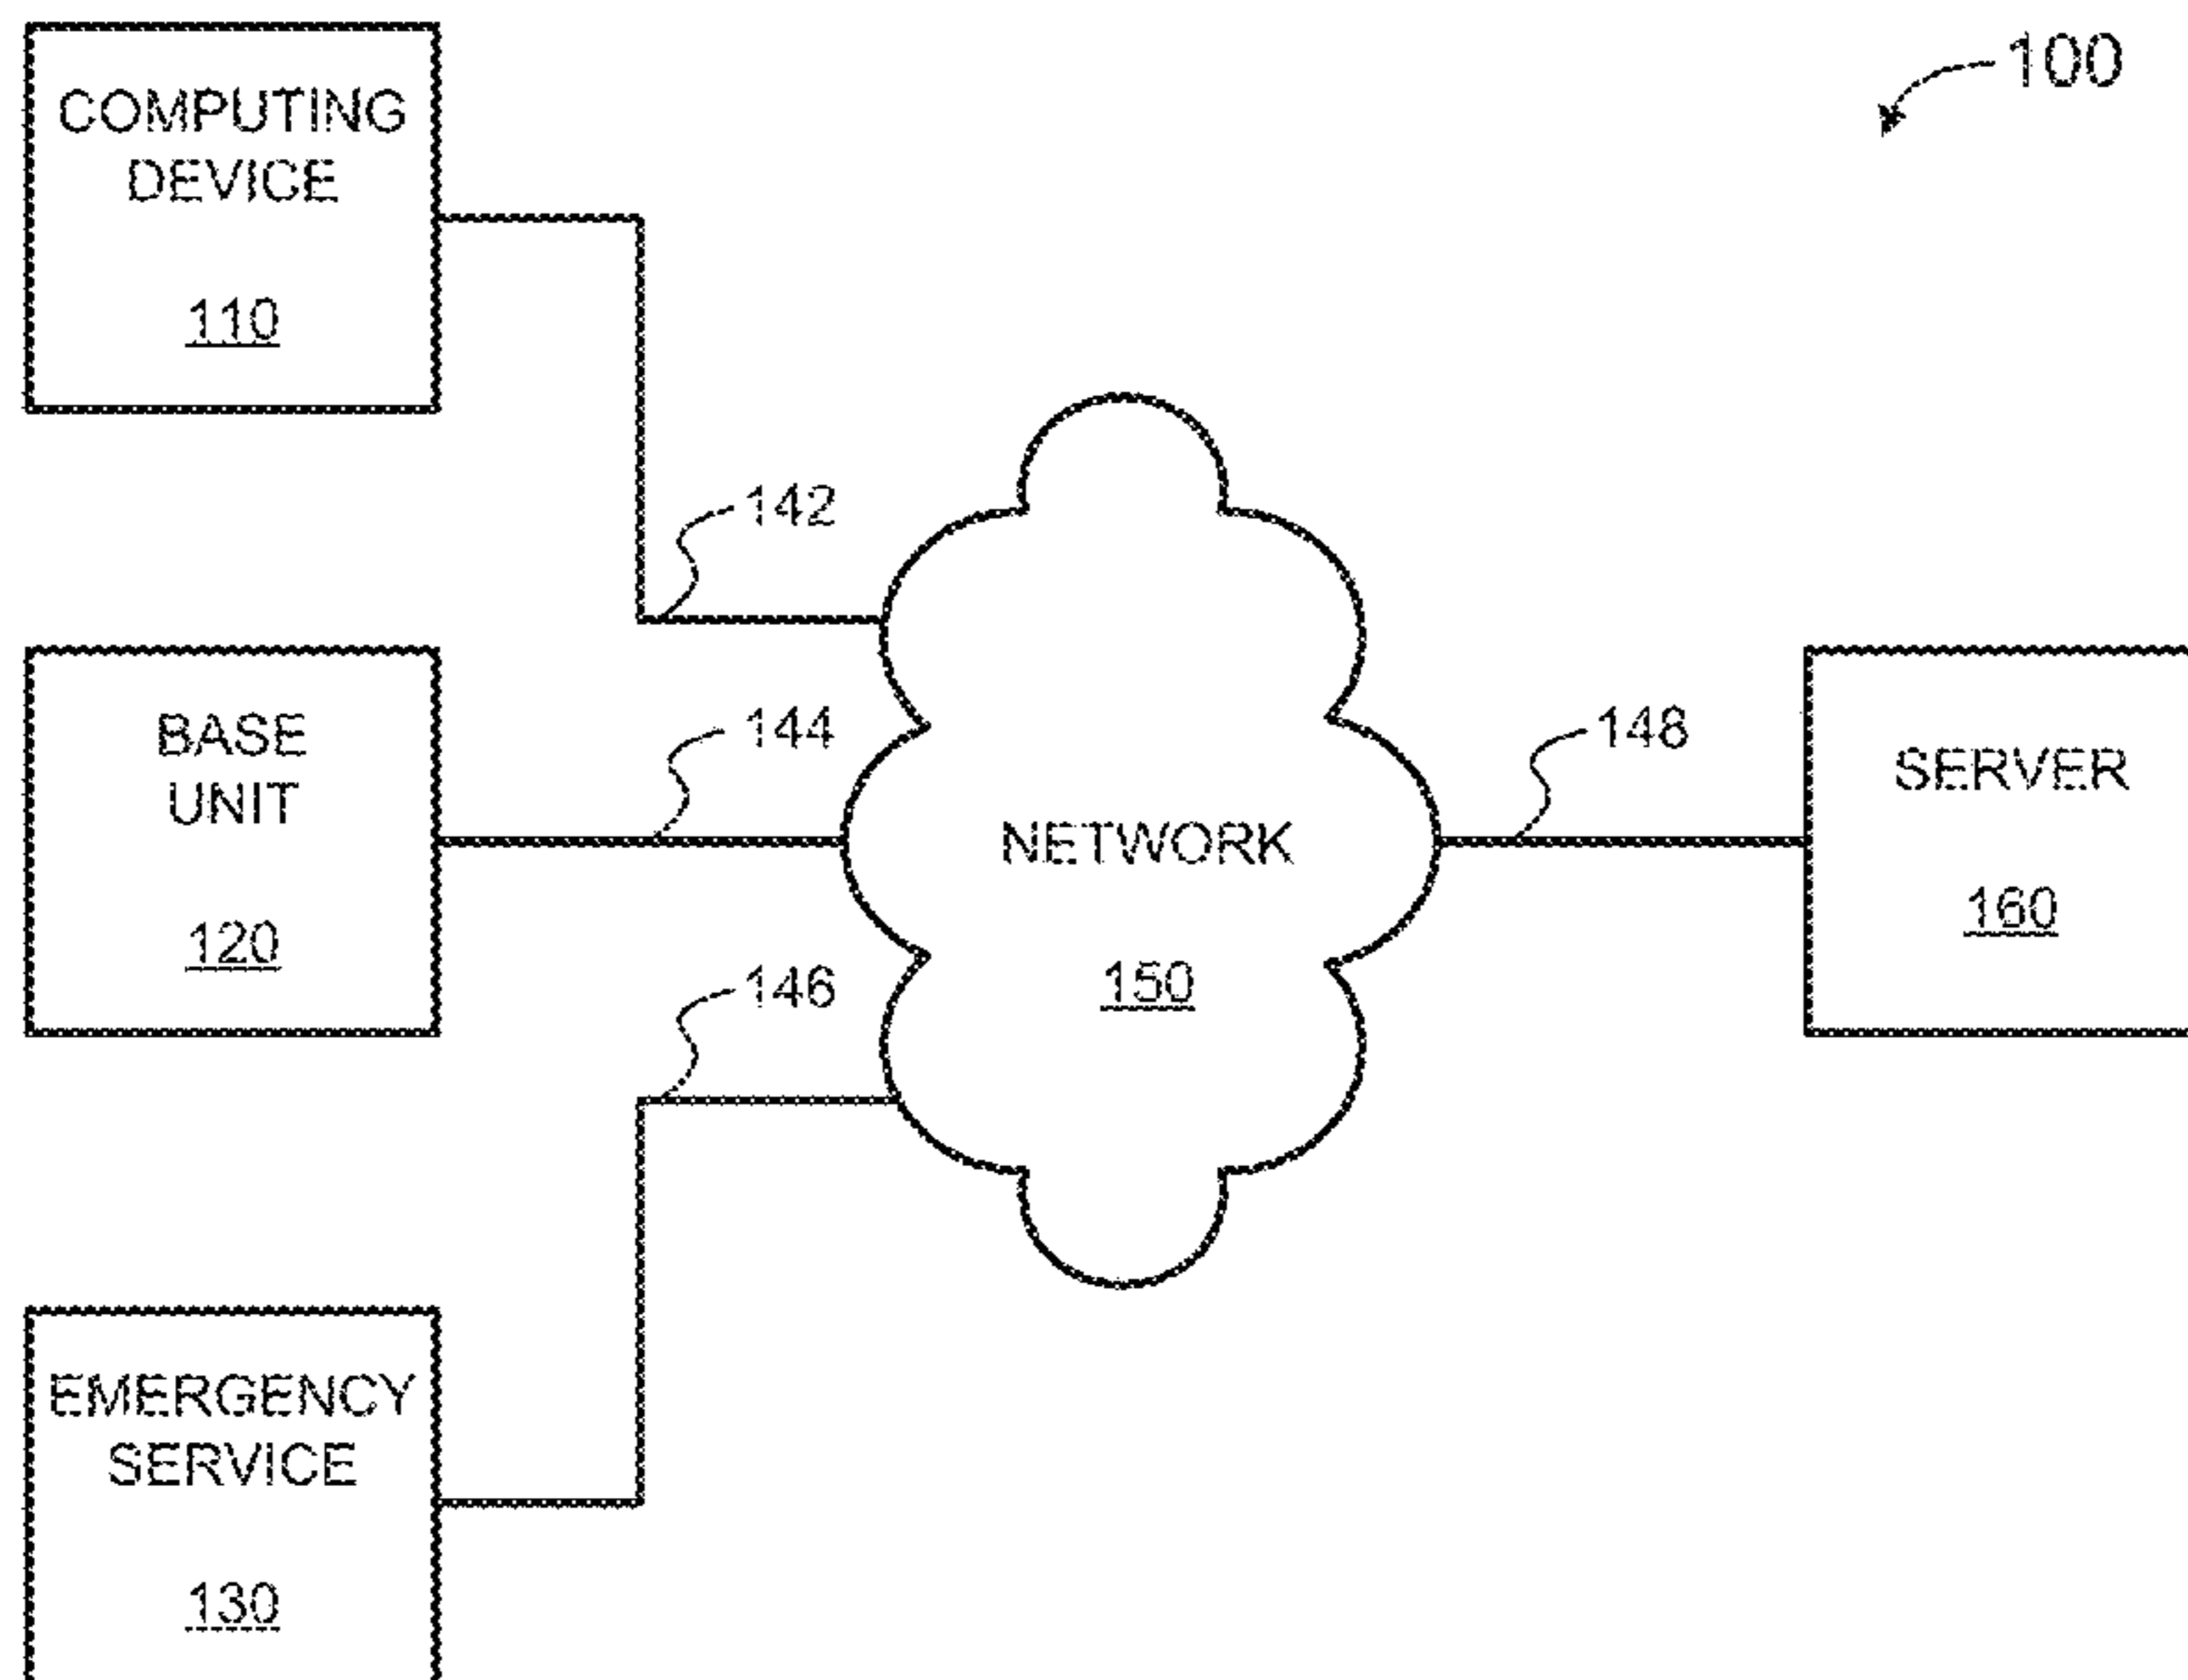 100
COMPUTING
DEVICE
110
142
BASE
UNIT
120
144
NETWORK
150
148
SERVER
160
146
EMERGENCY
SERVICE
130